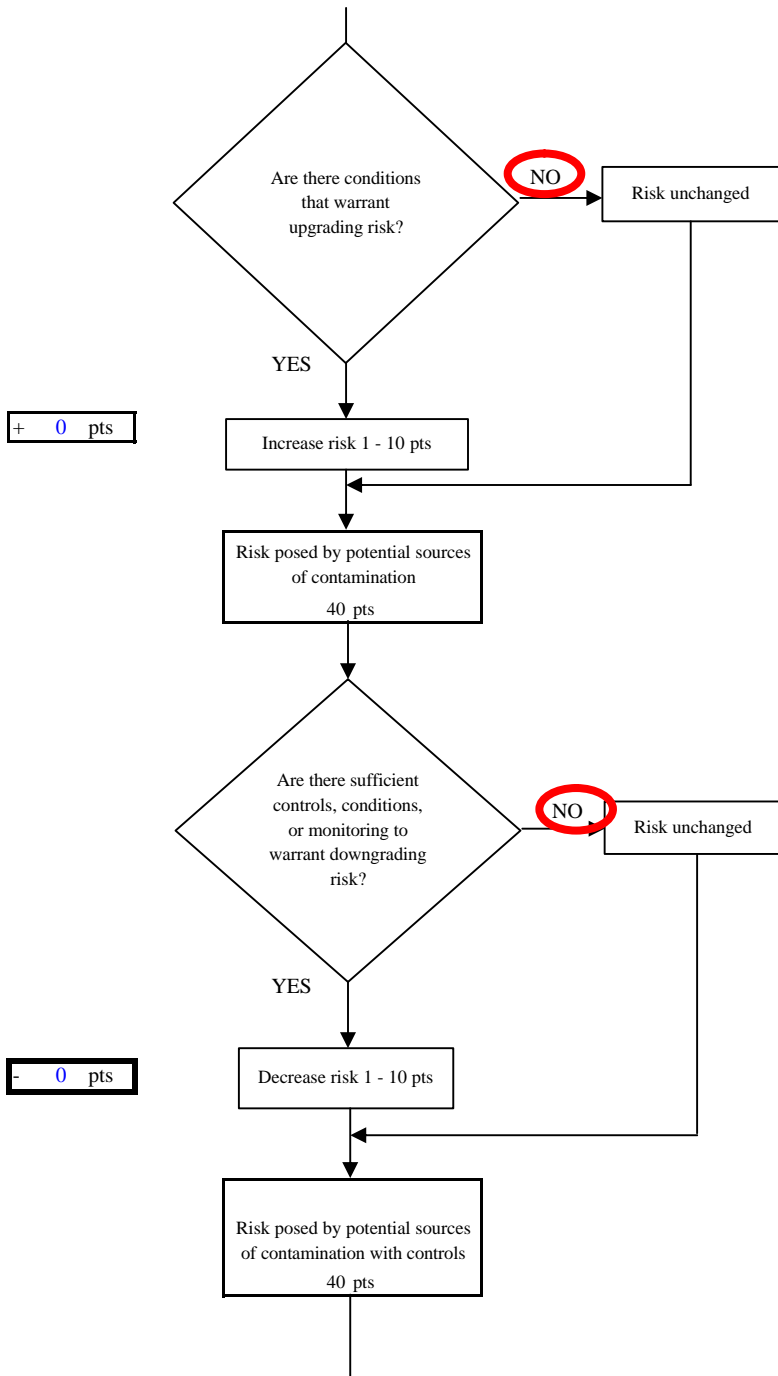 Are there conditions
that warrant
upgrading risk?
NO
Risk unchanged
YES
+ 0 pts
Increase risk 1 - 10 pts
Risk posed by potential sources
of contamination
40 pts
Are there sufficient
controls, conditions,
or monitoring to
warrant downgrading
risk?
NO
Risk unchanged
YES
- 0 pts
Decrease risk 1 - 10 pts
Risk posed by potential sources
of contamination with controls
40 pts